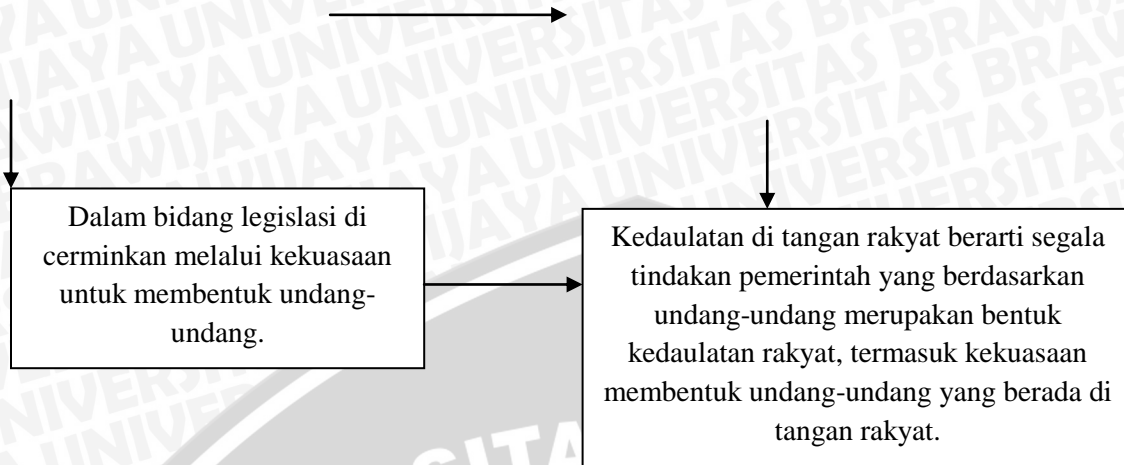 Dalam bidang legislasi di
cerminkan melalui kekuasaan
untuk membentuk undang-
undang.
Kedaulatan di tangan rakyat berarti segala
tindakan pemerintah yang berdasarkan
undang-undang merupakan bentuk
kedaulatan rakyat, termasuk kekuasaan
membentuk undang-undang yang berada di
tangan rakyat.